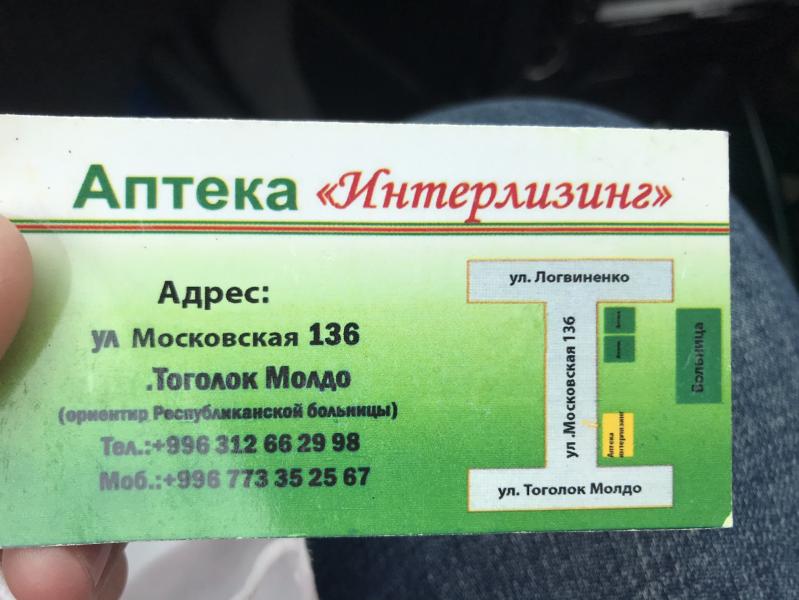 Аптека «Интерлизинг»
Адрес:
ул Московская 136
.Тоголок Молдо
(ориентир Республиканской больницы)
Тел.:+996 312 66 29 98
Моб.:+996 773 35 25 67
ул. Логвиненко
ул .Московская 136
Больница
Аптека
интерлизинг
ул. Тоголок Молдо